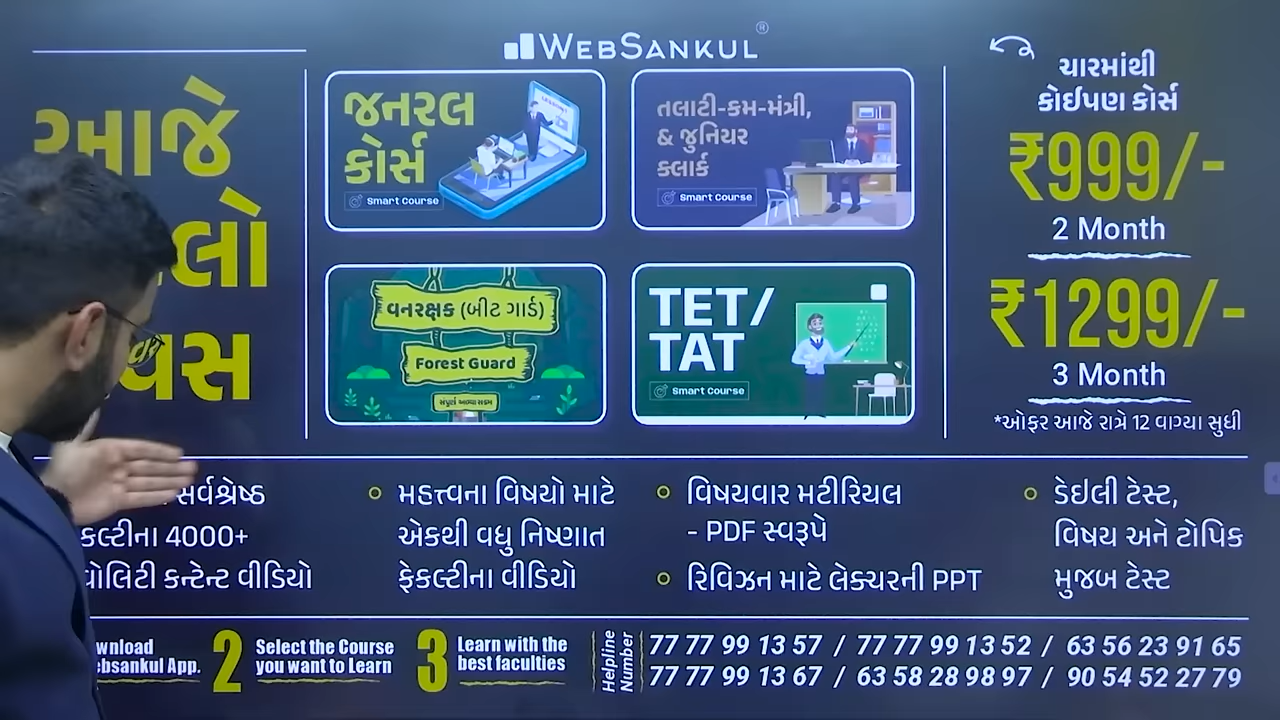 WEBSANKUL®
આજે
વસ
જનરલ
કોર્સ
Smart Course
તલાટી-કમ-મંત્રી,
& જુનિયર
ક્લાર્ક
Smart Course
વનરક્ષક (બીટ ગાર્ડ)
Forest Guard
સંપૂર્ણ અભ્યાસક્રમ
TET/
TAT
Smart Course
ચારમાંથી
કોઈપણ કોર્સ
₹999/-
2 Month
₹1299/-
3 Month
*ઓફર આજે રાત્રે 12 વાગ્યા સુધી
સર્વશ્રેષ્ઠ
4000+
કન્ટેન્ટ વીડિયો
મહત્ત્વના વિષયો માટે
એકથી વધુ નિષ્ણાત
ફેકલ્ટીના વીડિયો
વિષયવાર મટીરિયલ
- PDF સ્વરૂપે
રિવિઝન માટે લેક્ચરની PPT
ડેઈલી ટેસ્ટ,
વિષય અને ટોપિક
મુજબ ટેસ્ટ
App.
2 Select the Course
you want to Learn
3 Learn with the
best faculties
Helpline
Number
77 77 99 13 57 / 77 77 99 13 52 / 63 56 23 91 65
77 77 99 13 67 / 63 58 28 98 97 / 90 54 52 27 79